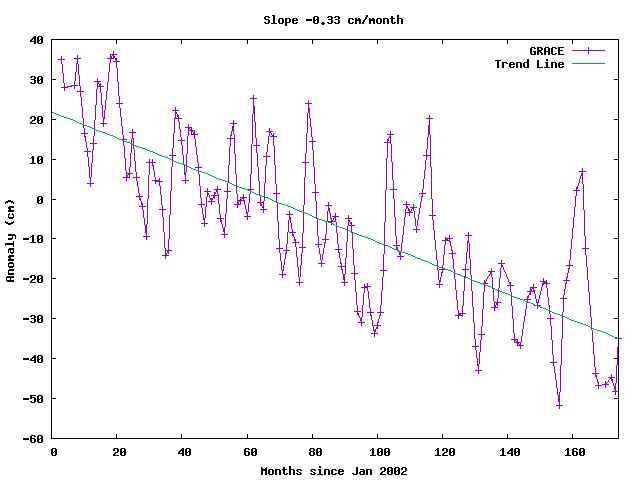 Slope -0.33 cm/month
GRACE
Trend Line
40
30
20
10
0
-10
-20
-30
-40
-50
-60
Anomaly (cm)
0 20 40 60 80 100 120 140 160
Months since Jan 2002